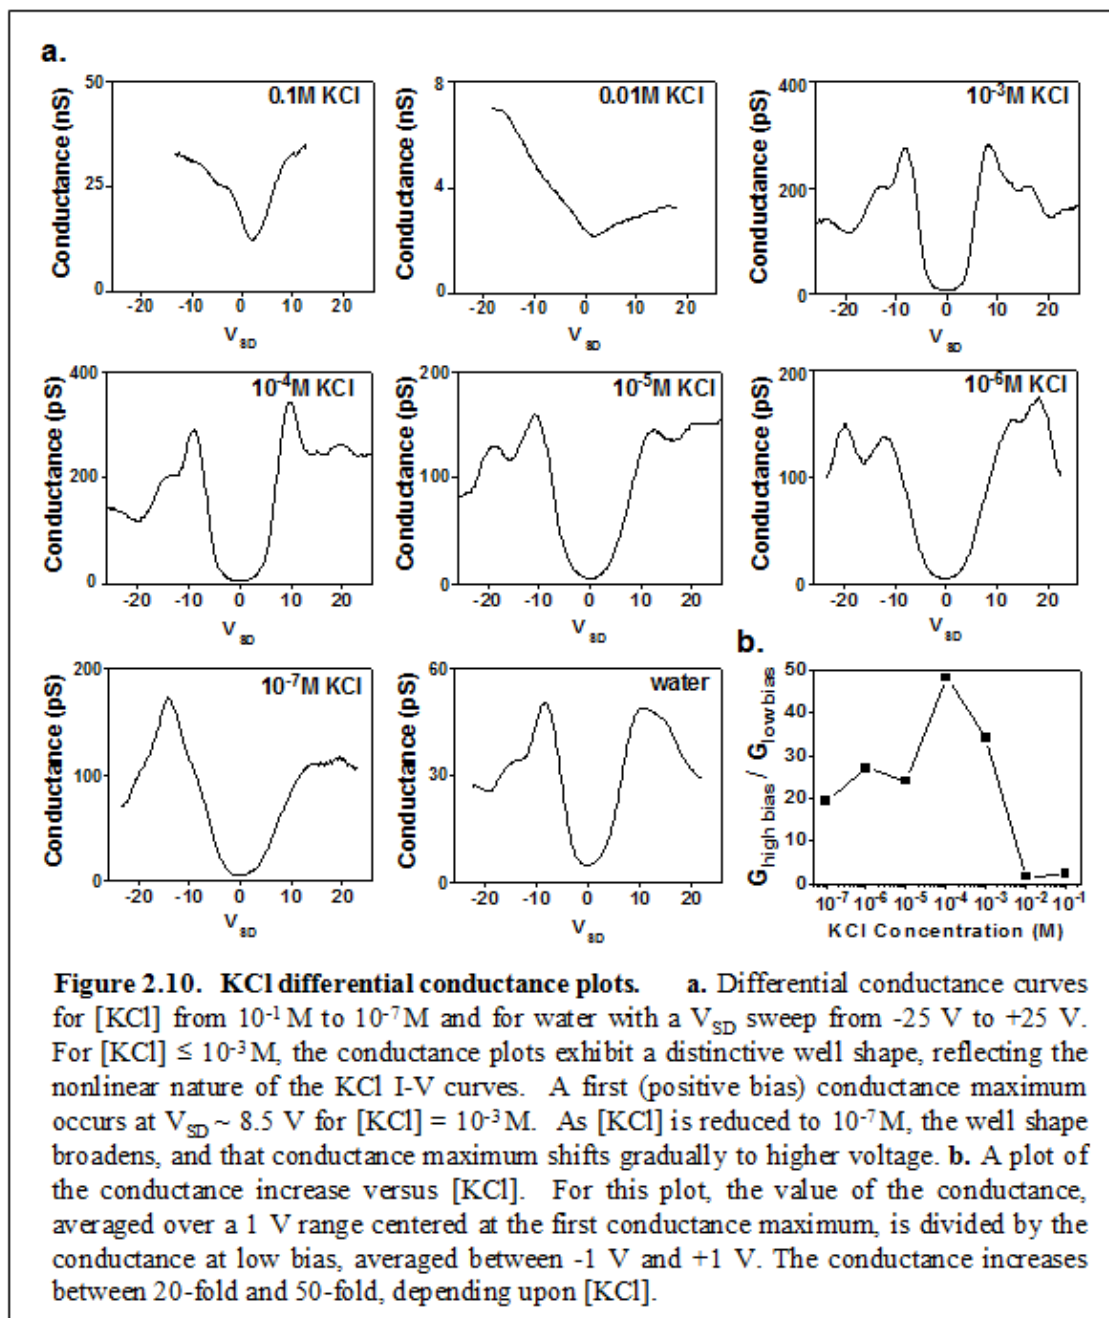 a.
50
25
0
-20 -10 0 10 20
Conductance (nS)
V_SD
0.1M KCl
8
4
0
-20 -10 0 10 20
Conductance (nS)
V_SD
0.01M KCl
400
200
0
-20 -10 0 10 20
Conductance (pS)
V_SD
10⁻³M KCl
400
200
0
-20 -10 0 10 20
Conductance (pS)
V_SD
10⁻⁴M KCl
200
100
0
-20 -10 0 10 20
Conductance (pS)
V_SD
10⁻⁵M KCl
200
100
0
-20 -10 0 10 20
Conductance (pS)
V_SD
10⁻⁶M KCl
200
100
0
-20 -10 0 10 20
Conductance (pS)
V_SD
10⁻⁷M KCl
60
30
0
-20 -10 0 10 20
Conductance (pS)
V_SD
water
b.
50
40
30
20
10
0
G_high bias / G_low bias
10⁻⁷ 10⁻⁶ 10⁻⁵ 10⁻⁴ 10⁻³ 10⁻² 10⁻¹
KCl Concentration (M)
Figure 2.10. KCl differential conductance plots. a. Differential conductance curves
for [KCl] from 10⁻¹ M to 10⁻⁷ M and for water with a V_SD sweep from -25 V to +25 V.
For [KCl] ≤ 10⁻³ M, the conductance plots exhibit a distinctive well shape, reflecting the
nonlinear nature of the KCl I-V curves. A first (positive bias) conductance maximum
occurs at V_SD ~ 8.5 V for [KCl] = 10⁻³ M. As [KCl] is reduced to 10⁻⁷ M, the well shape
broadens, and that conductance maximum shifts gradually to higher voltage. b. A plot of
the conductance increase versus [KCl]. For this plot, the value of the conductance,
averaged over a 1 V range centered at the first conductance maximum, is divided by the
conductance at low bias, averaged between -1 V and +1 V. The conductance increases
between 20-fold and 50-fold, depending upon [KCl].